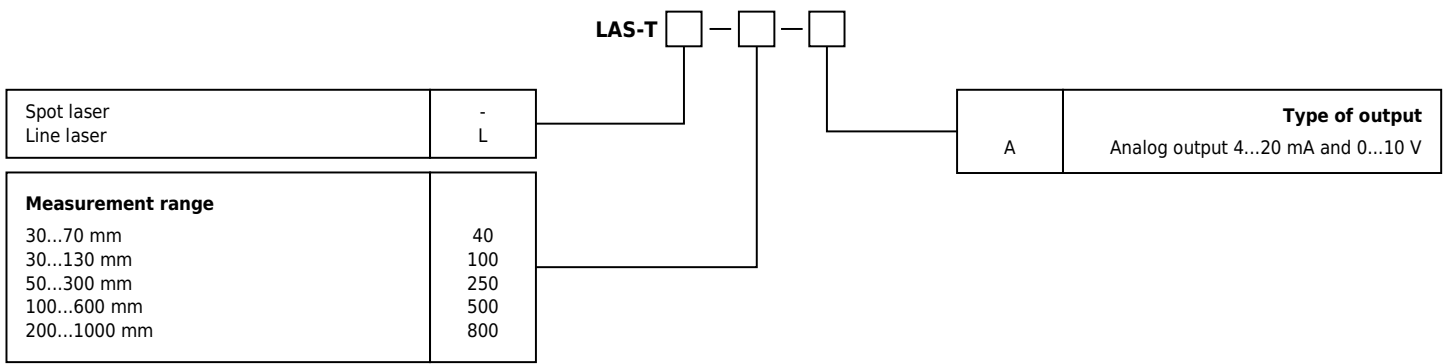 LAS-T — —
Spot laser -
Line laser L
Measurement range
30...70 mm 40
30...130 mm 100
50...300 mm 250
100...600 mm 500
200...1000 mm 800
Type of output
A Analog output 4...20 mA and 0...10 V